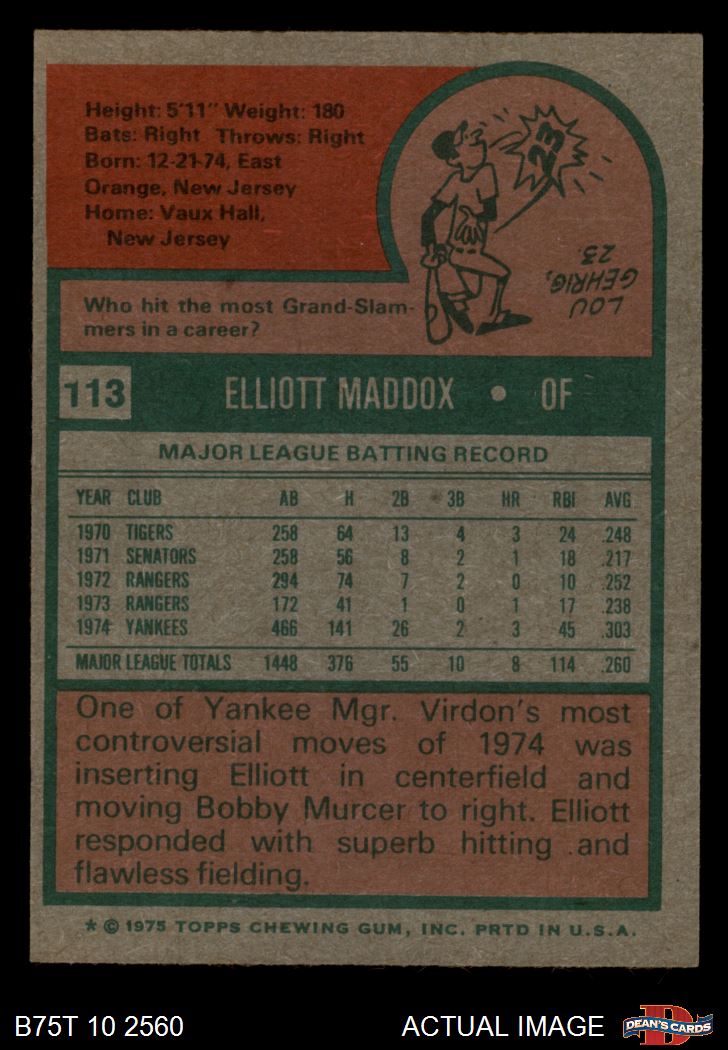 Height: 5'11" Weight: 180
Bats: Right Throws: Right
Born: 12-21-74, East
Orange, New Jersey
Home: Vaux Hall,
New Jersey
23
LOU
GEHRIG,
23.
Who hit the most Grand-Slam-
mers in a career?
113 ELLIOTT MADDOX • OF
MAJOR LEAGUE BATTING RECORD
YEAR CLUB AB H 2B 3B HR RBI AVG
1970 TIGERS 258 64 13 4 3 24 .248
1971 SENATORS 258 56 8 2 1 18 .217
1972 RANGERS 294 74 7 2 0 10 .252
1973 RANGERS 172 41 1 0 1 17 .238
1974 YANKEES 466 141 26 2 3 45 .303
MAJOR LEAGUE TOTALS 1448 376 55 10 8 114 .260
One of Yankee Mgr. Virdon's most
controversial moves of 1974 was
inserting Elliott in centerfield and
moving Bobby Murcer to right. Elliott
responded with superb hitting and
flawless fielding.
* © 1975 TOPPS CHEWING GUM, INC. PRTD IN U.S.A.
B75T 10 2560 ACTUAL IMAGE
D
DEAN'S CARDS